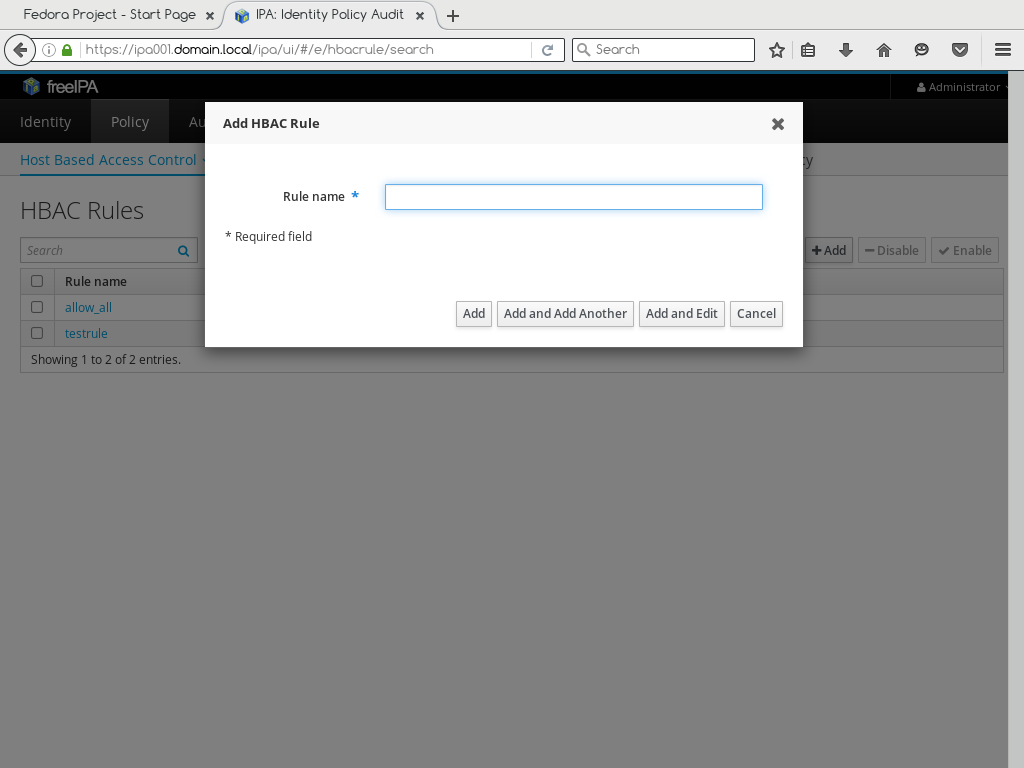 Fedora Project - Start Page
IPA: Identity Policy Audit
https://ipa001.domain.local/ipa/ui/#/e/hbacrule/search
Search
freeIPA
Administrator
Identity
Policy
Au
Add HBAC Rule
Host Based Access Control
cy
Rule name *
HBAC Rules
* Required field
Search
Add
Disable
Enable
Rule name
allow_all
Add
Add and Add Another
Add and Edit
Cancel
testrule
Showing 1 to 2 of 2 entries.